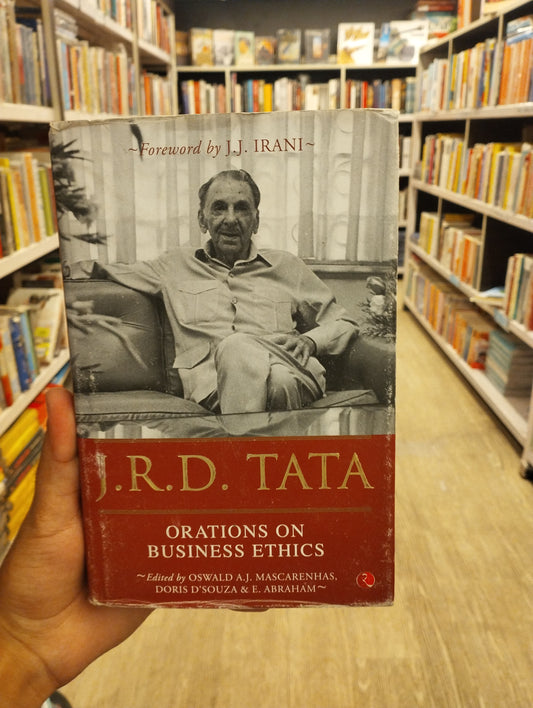 ~Foreword by J.J. IRANI~
J.R.D. TATA
ORATIONS ON
BUSINESS ETHICS
~Edited by OSWALD A.J. MASCARENHAS,
DORIS D'SOUZA & E. ABRAHAM~